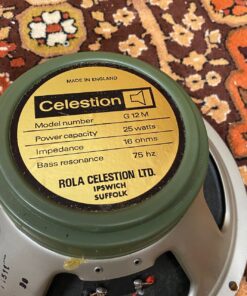 MADE IN ENGLAND
Celestion
Model number G 12 M
Power capacity 25 watts
Impedance 16 ohms
Bass resonance 75 hz
ROLA CELESTION LTD.
IPSWICH
SUFFOLK